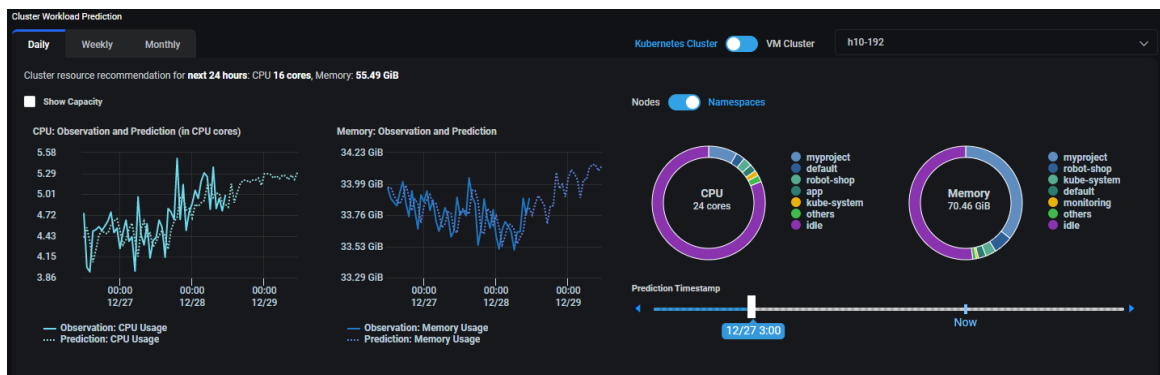 Cluster Workload Prediction
Daily Weekly Monthly
Kubernetes Cluster VM Cluster h10-192
Cluster resource recommendation for next 24 hours: CPU 16 cores, Memory: 55.49 GiB
Show Capacity
Nodes Namespaces
CPU: Observation and Prediction (in CPU cores)
5.58
5.29
5.01
4.72
4.43
4.15
3.86
00:00 00:00 00:00
12/27 12/28 12/29
Observation: CPU Usage
Prediction: CPU Usage
Memory: Observation and Prediction
34.23 GiB
33.99 GiB
33.76 GiB
33.53 GiB
33.29 GiB
00:00 00:00 00:00
12/27 12/28 12/29
Observation: Memory Usage
Prediction: Memory Usage
CPU
24 cores
myproject
default
robot-shop
app
kube-system
others
idle
Memory
70.46 GiB
myproject
robot-shop
kube-system
default
monitoring
others
idle
Prediction Timestamp
12/27 3:00
Now